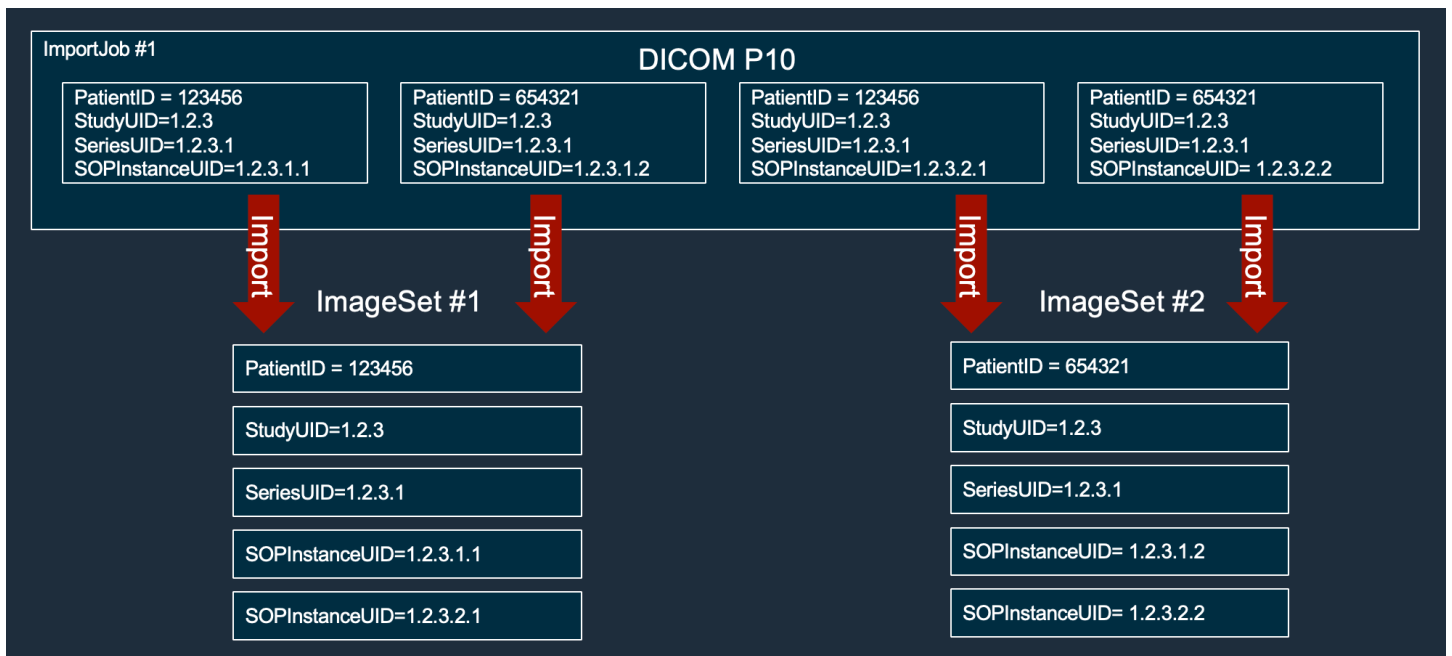 ImportJob #1
DICOM P10
PatientID = 123456
StudyUID=1.2.3
SeriesUID=1.2.3.1
SOPInstanceUID=1.2.3.1.1
PatientID = 654321
StudyUID=1.2.3
SeriesUID=1.2.3.1
SOPInstanceUID=1.2.3.1.2
PatientID = 123456
StudyUID=1.2.3
SeriesUID=1.2.3.1
SOPInstanceUID=1.2.3.2.1
PatientID = 654321
StudyUID=1.2.3
SeriesUID=1.2.3.1
SOPInstanceUID= 1.2.3.2.2
Import
Import
Import
Import
ImageSet #1
PatientID = 123456
StudyUID=1.2.3
SeriesUID=1.2.3.1
SOPInstanceUID=1.2.3.1.1
SOPInstanceUID=1.2.3.2.1
ImageSet #2
PatientID = 654321
StudyUID=1.2.3
SeriesUID=1.2.3.1
SOPInstanceUID= 1.2.3.1.2
SOPInstanceUID= 1.2.3.2.2